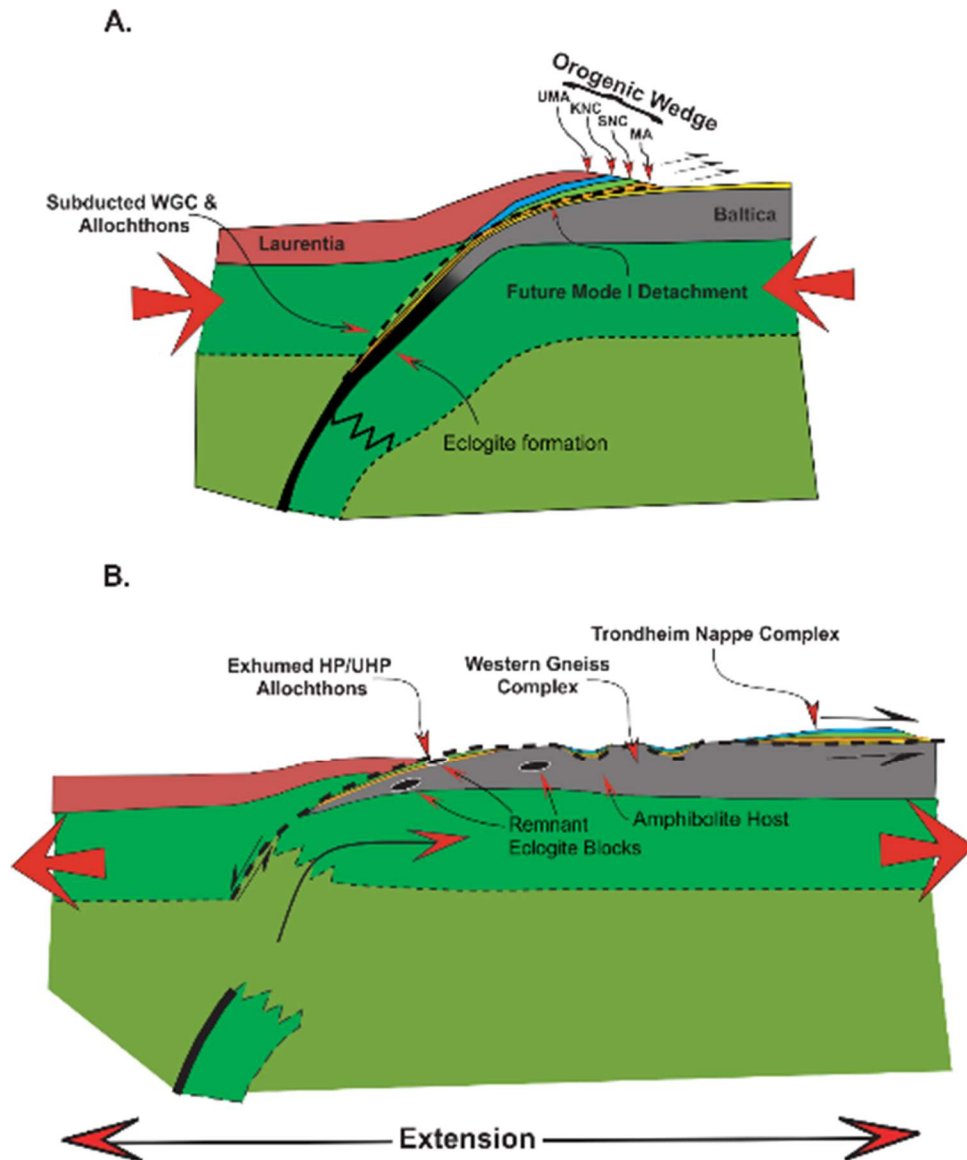 A.
Orogenic Wedge
UMA
KNC
SNC
MA
Subducted WGC &
Allochthons
Laurentia
Baltica
Future Mode I Detachment
Eclogite formation
B.
Trondheim Nappe Complex
Exhumed HP/UHP
Allochthons
Western Gneiss
Complex
Remnant
Eclogite Blocks
Amphibolite Host
Extension